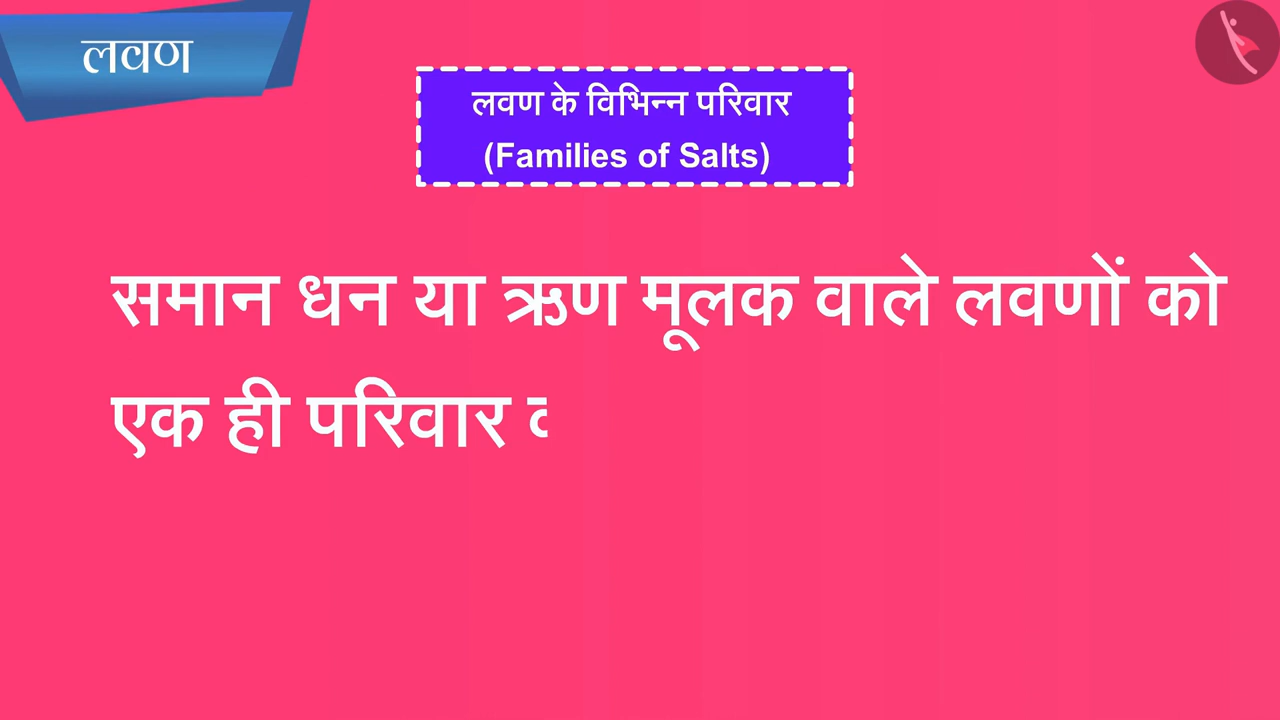 लवण
लवण के विभिन्न परिवार
(Families of Salts)
समान धन या ऋण मूलक वाले लवणों को
एक ही परिवार